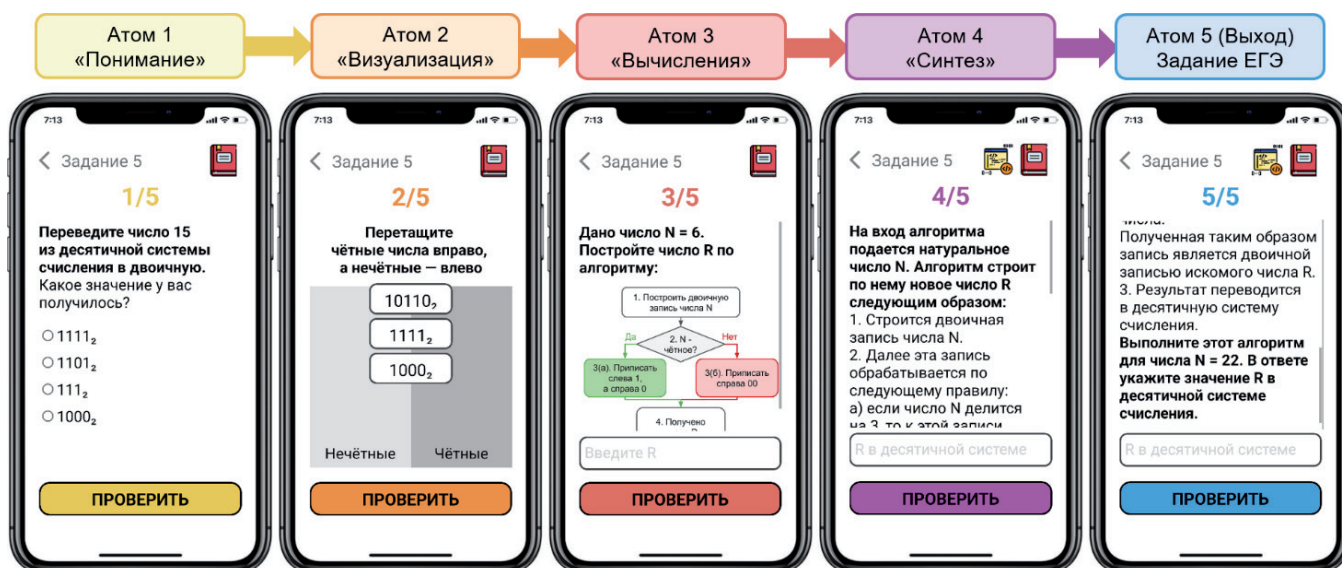 Атом 1
«Понимание»
Атом 2
«Визуализация»
Атом 3
«Вычисления»
Атом 4
«Синтез»
Атом 5 (Выход)
Задание ЕГЭ
7:13
Задание 5
1/5
Переведите число 15
из десятичной системы
счисления в двоичную.
Какое значение у вас
получилось?
1111₂
1101₂
111₂
1000₂
ПРОВЕРИТЬ
7:13
Задание 5
2/5
Перетащите
чётные числа вправо,
а нечётные — влево
10110₂
1111₂
1000₂
Нечётные Чётные
ПРОВЕРИТЬ
7:13
Задание 5
3/5
Дано число N = 6.
Постройте число R по
алгоритму:
1. Построить двоичную
запись числа N
Да
Нет
2. N -
чётное?
3(а). Приписать
слева 1,
а справа 0
3(б). Приписать
справа 00
4. Получено
Введите R
ПРОВЕРИТЬ
7:13
Задание 5
4/5
На вход алгоритма
подается натуральное
число N. Алгоритм строит
по нему новое число R
следующим образом:
1. Строится двоичная
запись числа N.
2. Далее эта запись
обрабатывается по
следующему правилу:
а) если число N делится
на 3, то к этой записи
R в десятичной системе
ПРОВЕРИТЬ
7:13
Задание 5
5/5
числа.
Полученная таким образом
запись является двоичной
записью искомого числа R.
3. Результат переводится
в десятичную систему
счисления.
Выполните этот алгоритм
для числа N = 22. В ответе
укажите значение R в
десятичной системе
счисления.
R в десятичной системе
ПРОВЕРИТЬ